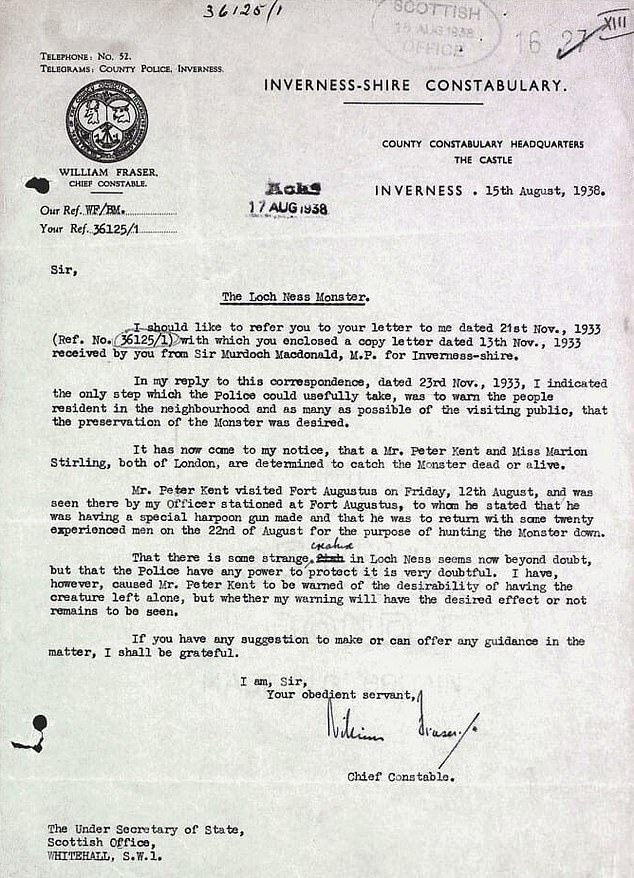 36125/1
SCOTTISH
15 AUG 1938
OFFICE
16 27
XIII
TELEPHONE: NO. 52.
TELEGRAMS: COUNTY POLICE, INVERNESS.
INVERNESS-SHIRE CONSTABULARY.
COUNTY CONSTABULARY HEADQUARTERS
THE CASTLE
WILLIAM FRASER,
CHIEF CONSTABLE.
INVERNESS . 15th August, 1938.
Ackd
17 AUG 1938
Our Ref. WF/HM.
Your Ref. 36125/1
Sir,
The Loch Ness Monster.
I should like to refer you to your letter to me dated 21st Nov., 1933
(Ref. No. 36125/1) with which you enclosed a copy letter dated 13th Nov., 1933
received by you from Sir Murdoch Macdonald, M.P. for Inverness-shire.
In my reply to this correspondence, dated 23rd Nov., 1933, I indicated
the only step which the Police could usefully take, was to warn the people
resident in the neighbourhood and as many as possible of the visiting public, that
the preservation of the Monster was desired.
It has now come to my notice, that a Mr. Peter Kent and Miss Marion
Stirling, both of London, are determined to catch the Monster dead or alive.
Mr. Peter Kent visited Fort Augustus on Friday, 12th August, and was
seen there by my Officer stationed at Fort Augustus, to whom he stated that he
was having a special harpoon gun made and that he was to return with some twenty
experienced men on the 22nd of August for the purpose of hunting the Monster down.
creature
That there is some strange fish in Loch Ness seems now beyond doubt,
but that the Police have any power to protect it is very doubtful. I have,
however, caused Mr. Peter Kent to be warned of the desirability of having the
creature left alone, but whether my warning will have the desired effect or not
remains to be seen.
If you have any suggestion to make or can offer any guidance in the
matter, I shall be grateful.
I am, Sir,
Your obedient servant,
William Fraser
Chief Constable.
The Under Secretary of State,
Scottish Office,
WHITEHALL, S.W.1.